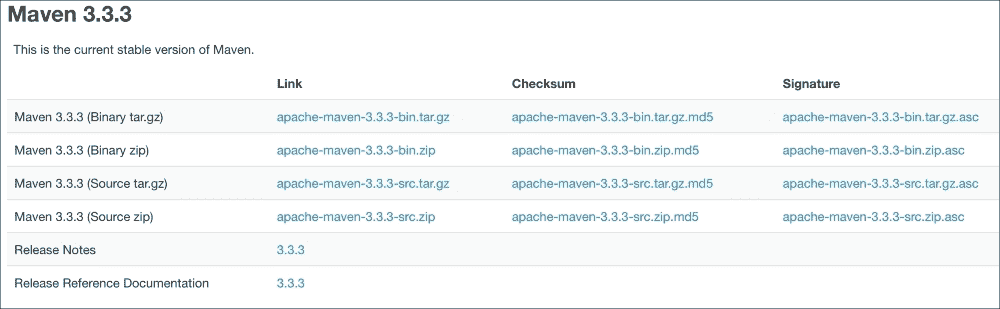 Maven 3.3.3
This is the current stable version of Maven.
Link Checksum Signature
Maven 3.3.3 (Binary tar.gz) apache-maven-3.3.3-bin.tar.gz apache-maven-3.3.3-bin.tar.gz.md5 apache-maven-3.3.3-bin.tar.gz.asc
Maven 3.3.3 (Binary zip) apache-maven-3.3.3-bin.zip apache-maven-3.3.3-bin.zip.md5 apache-maven-3.3.3-bin.zip.asc
Maven 3.3.3 (Source tar.gz) apache-maven-3.3.3-src.tar.gz apache-maven-3.3.3-src.tar.gz.md5 apache-maven-3.3.3-src.tar.gz.asc
Maven 3.3.3 (Source zip) apache-maven-3.3.3-src.zip apache-maven-3.3.3-src.zip.md5 apache-maven-3.3.3-src.zip.asc
Release Notes 3.3.3
Release Reference Documentation 3.3.3